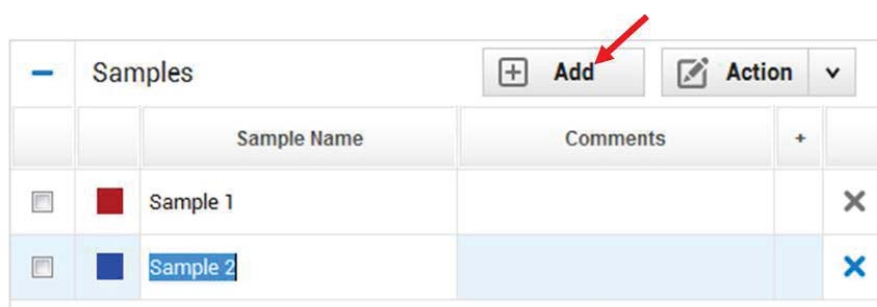 Samples Add Action
Sample Name Comments +
Sample 1
Sample 2